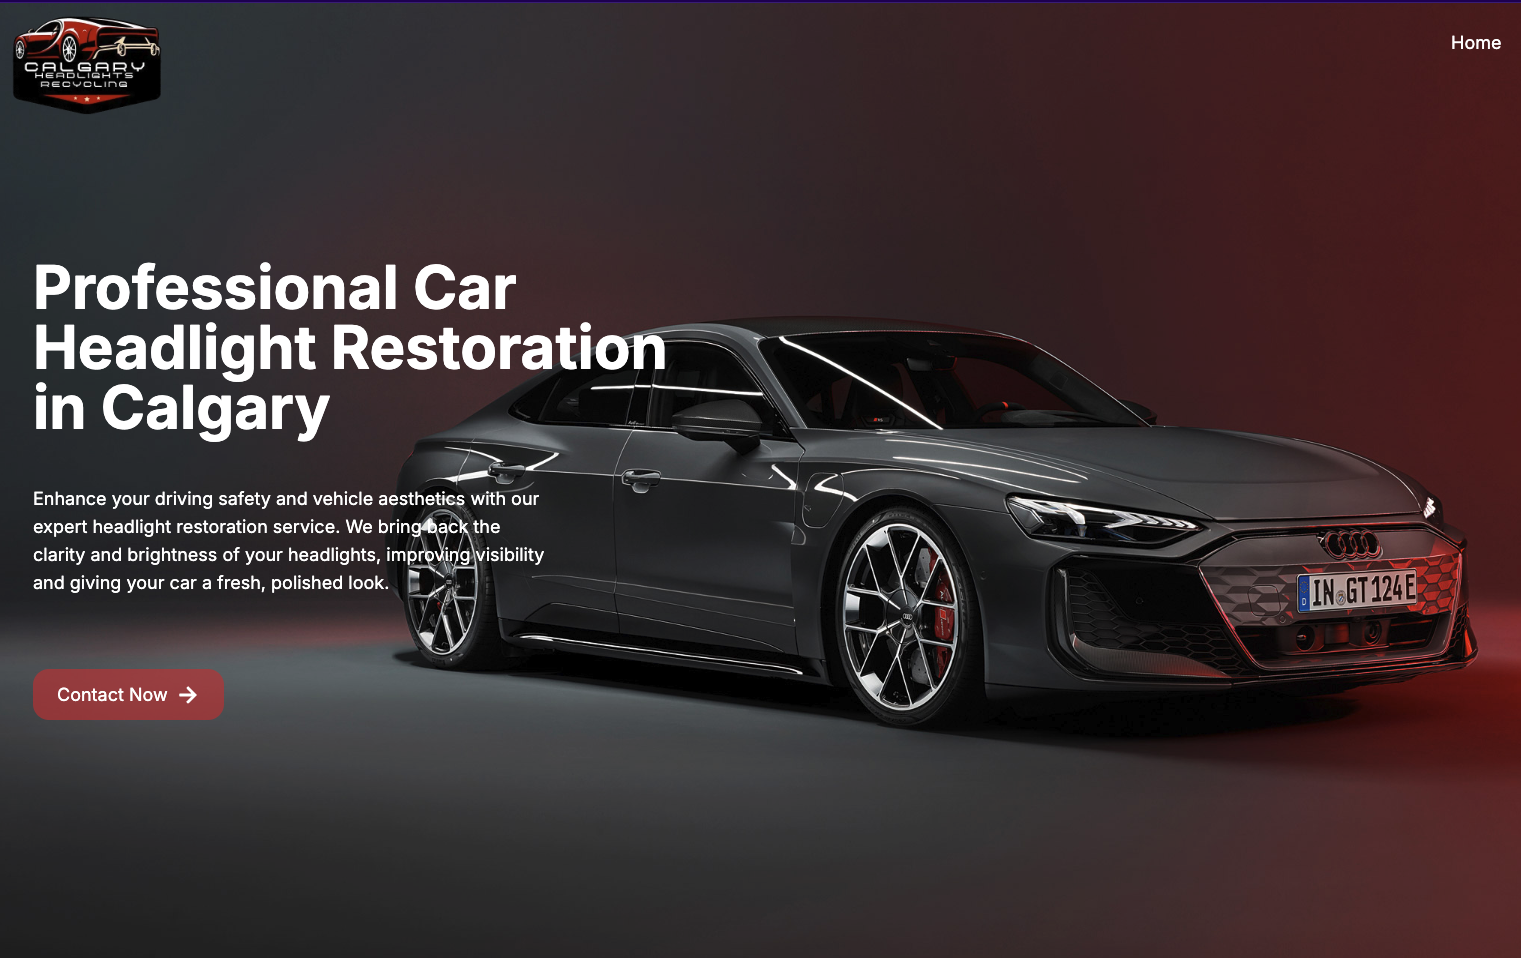 CALGARY
HEADLIGHTS
RECYCLING
Home
Professional Car
Headlight Restoration
in Calgary
Enhance your driving safety and vehicle aesthetics with our
expert headlight restoration service. We bring back the
clarity and brightness of your headlights, improving visibility
and giving your car a fresh, polished look.
IN GT 124 E
Contact Now